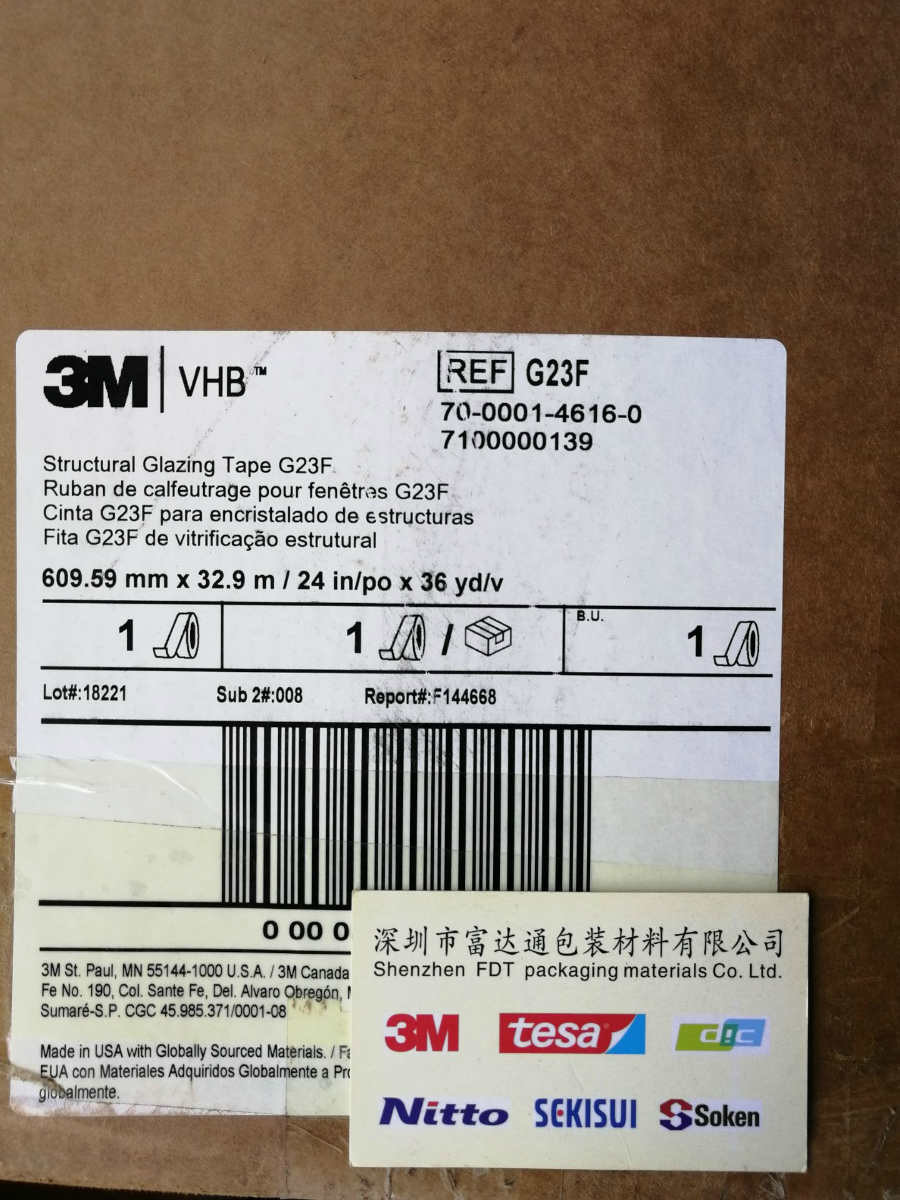 3M VHB™
REF G23F
70-0001-4616-0
7100000139
Structural Glazing Tape G23F
Ruban de calfeutrage pour fenêtres G23F
Cinta G23F para encristalado de estructuras
Fita G23F de vitrificação estrutural
609.59 mm x 32.9 m / 24 in/po x 36 yd/v
1 1 / B.U. 1
Lot#:18221 Sub 2#:008 Report#:F144668
0 00 0
3M St. Paul, MN 55144-1000 U.S.A. / 3M Canada
Fe No. 190, Col. Sante Fe, Del. Alvaro Obregón,
Sumaré-S.P. CGC 45.985.371/0001-08
Made in USA with Globally Sourced Materials. /
EUA con Materiales Adquiridos Globalmente a
globalmente.
深圳市富达通包装材料有限公司
Shenzhen FDT packaging materials Co. Ltd.
3M tesa dic
Nitto SEKISUI Soken